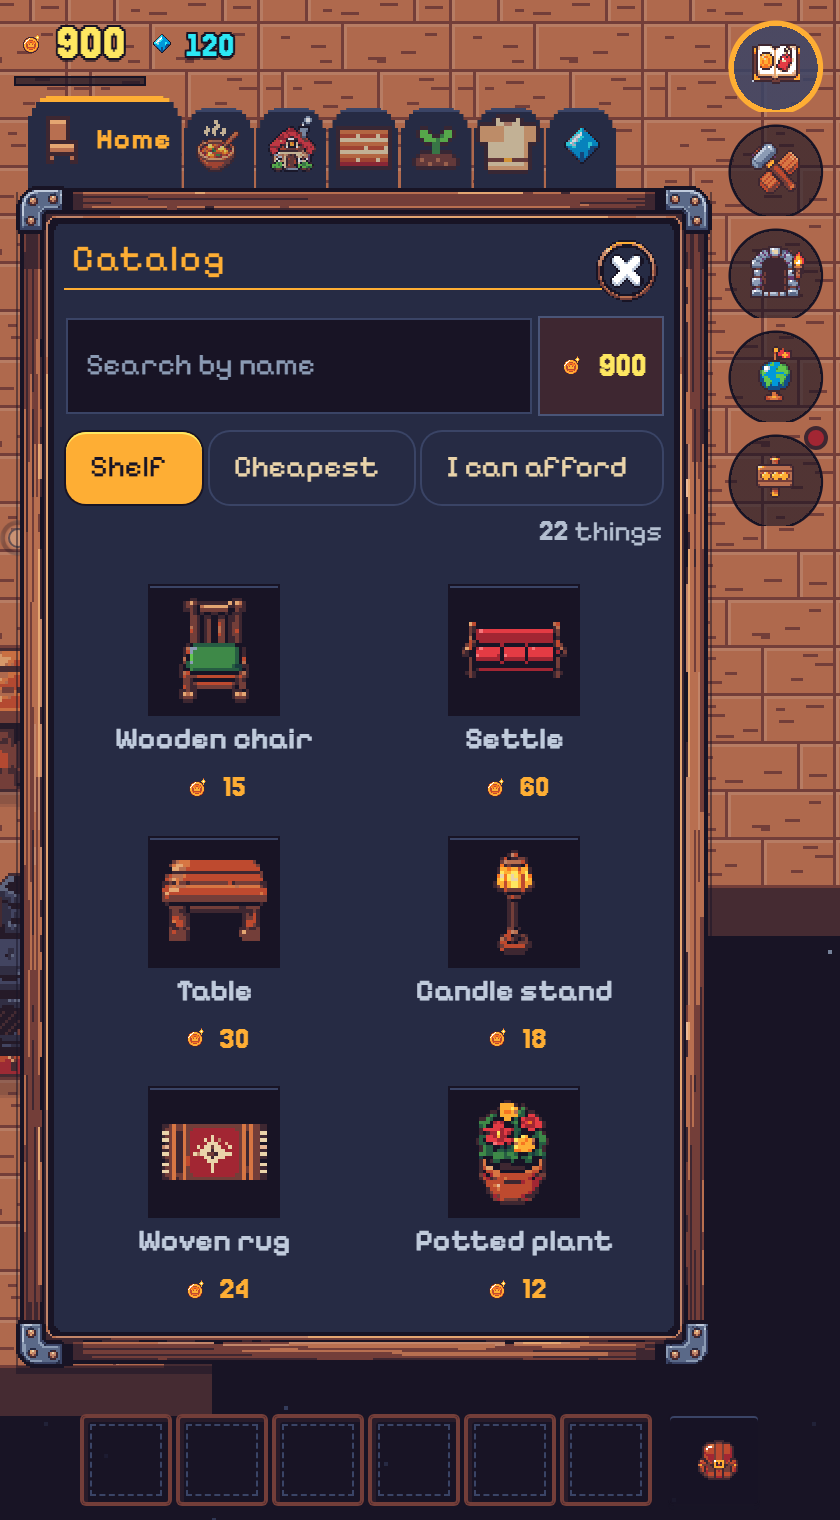 900 120
Home
Catalog
Search by name
900
Shelf Cheapest I can afford
22 things
Wooden chair Settle
15 60
Table Candle stand
30 18
Woven rug Potted plant
24 12